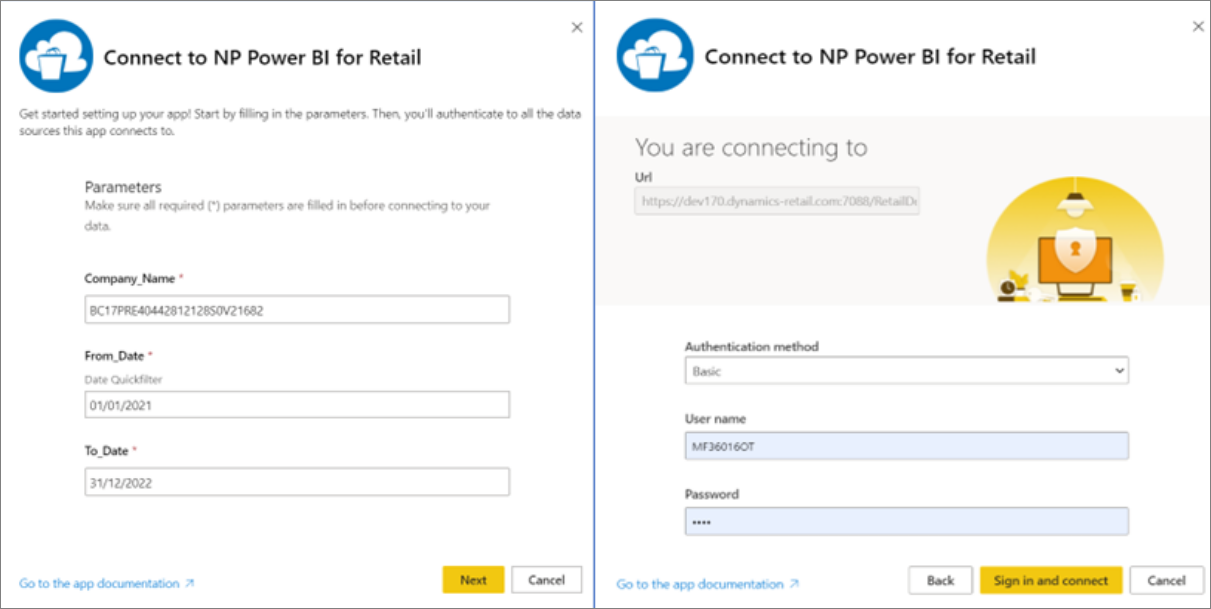 Connect to NP Power BI for Retail
Get started setting up your app! Start by filling in the parameters. Then, you'll authenticate to all the data
sources this app connects to.
Parameters
Make sure all required (*) parameters are filled in before connecting to your
data.
Company_Name *
BC17PRE40442812128S0V21682
From_Date *
Date Quickfilter
01/01/2021
To_Date *
31/12/2022
Go to the app documentation
Next
Cancel
Connect to NP Power BI for Retail
You are connecting to
Url
https://dev170.dynamics-retail.com:7088/RetailDe
Authentication method
Basic
User name
MF36016OT
Password
••••
Go to the app documentation
Back
Sign in and connect
Cancel